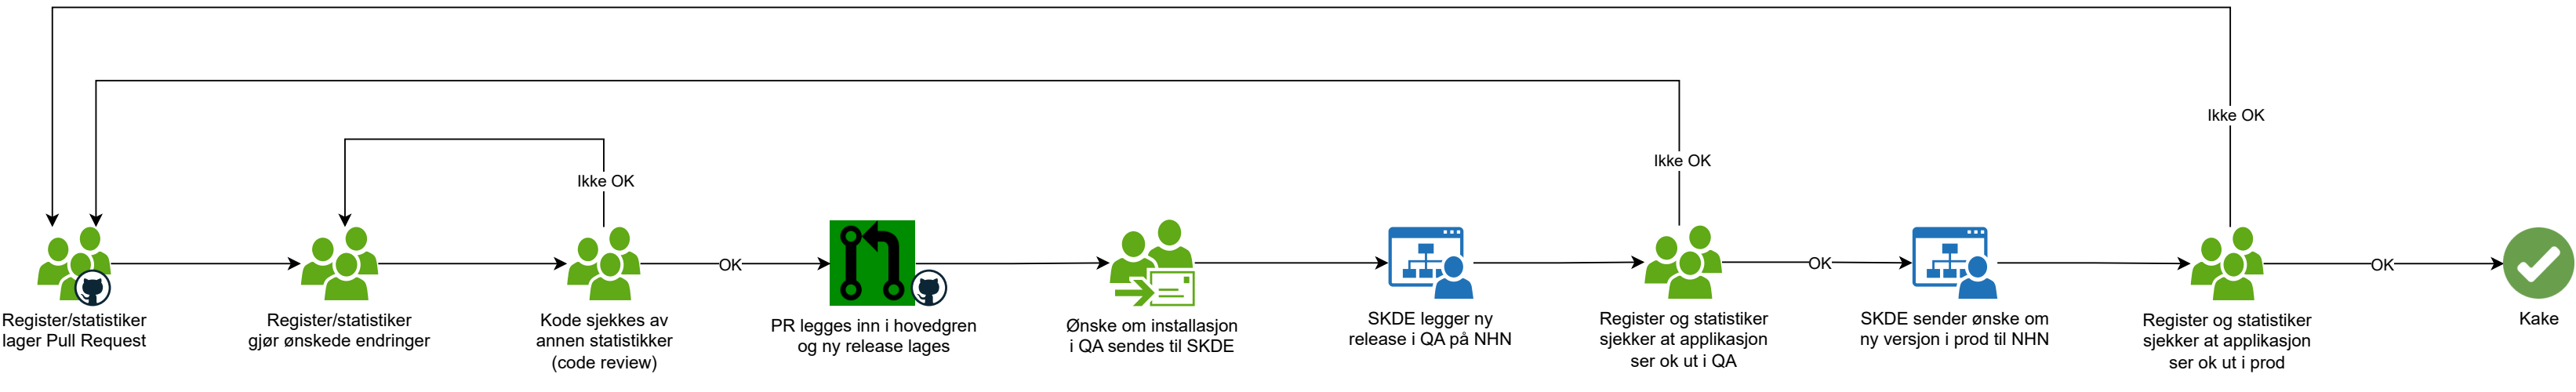 Ikke OK
Ikke OK
Ikke OK
OK
OK
OK
Register/statistiker
lager Pull Request
Register/statistiker
gjør ønskede endringer
Kode sjekkes av
annen statistikker
(code review)
PR legges inn i hovedgren
og ny release lages
Ønske om installasjon
i QA sendes til SKDE
SKDE legger ny
release i QA på NHN
Register og statistiker
sjekker at applikasjon
ser ok ut i QA
SKDE sender ønske om
ny versjon i prod til NHN
Register og statistiker
sjekker at applikasjon
ser ok ut i prod
Kake